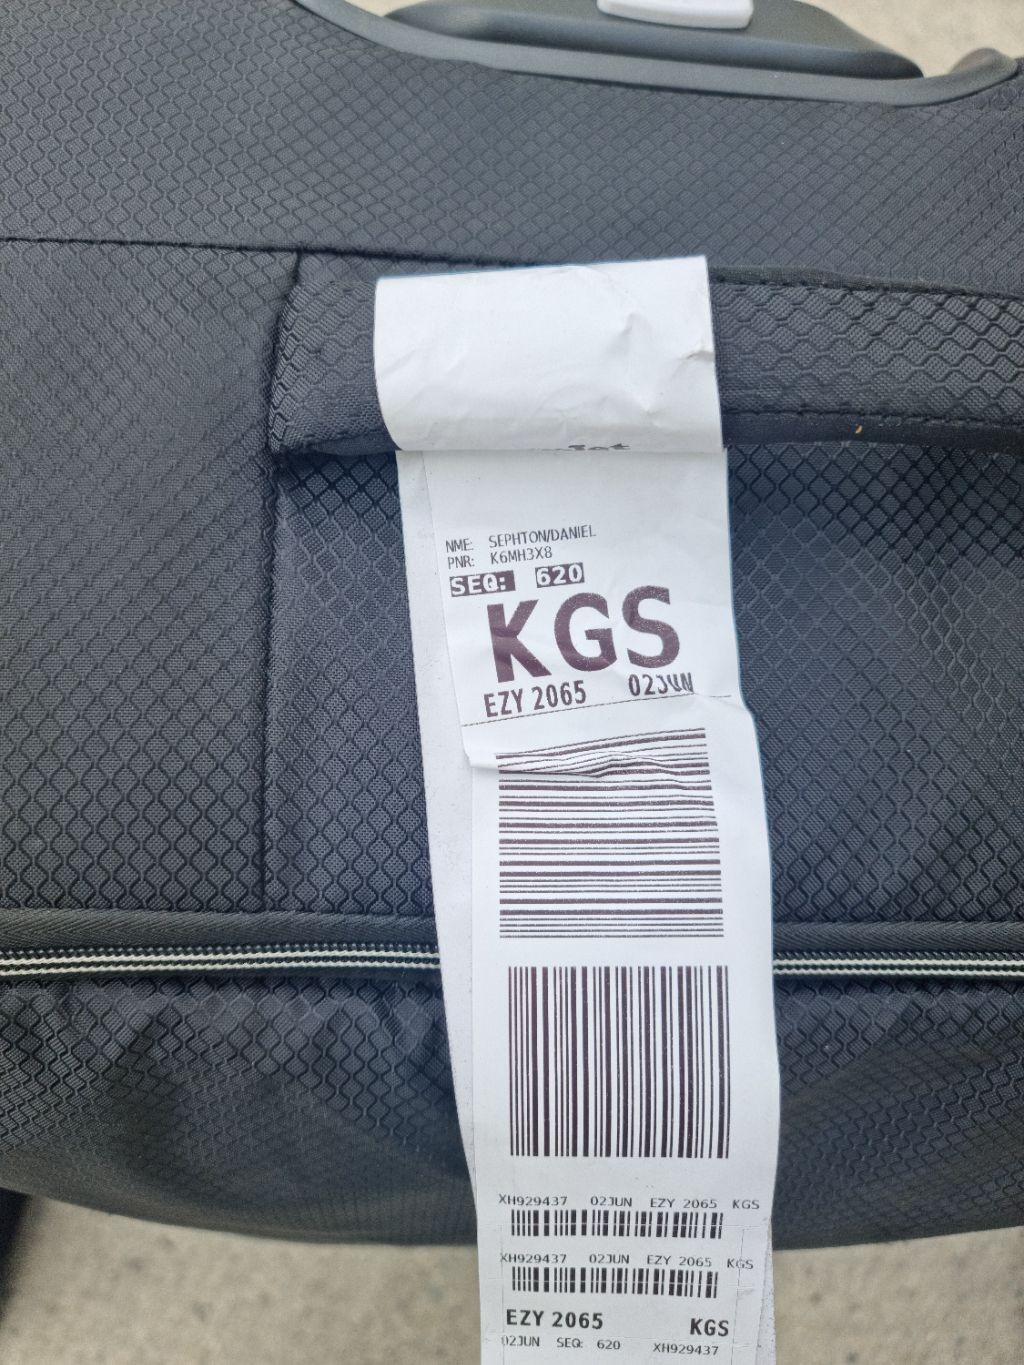 NME: SEPHTON/DANIEL
PNR: K6MH3X8
SEQ: 620
KGS
EZY 2065 02JUN
XH929437 02JUN EZY 2065 KGS
XH929437 02JUN EZY 2065 KGS
EZY 2065 KGS
02JUN SEQ: 620 XH929437